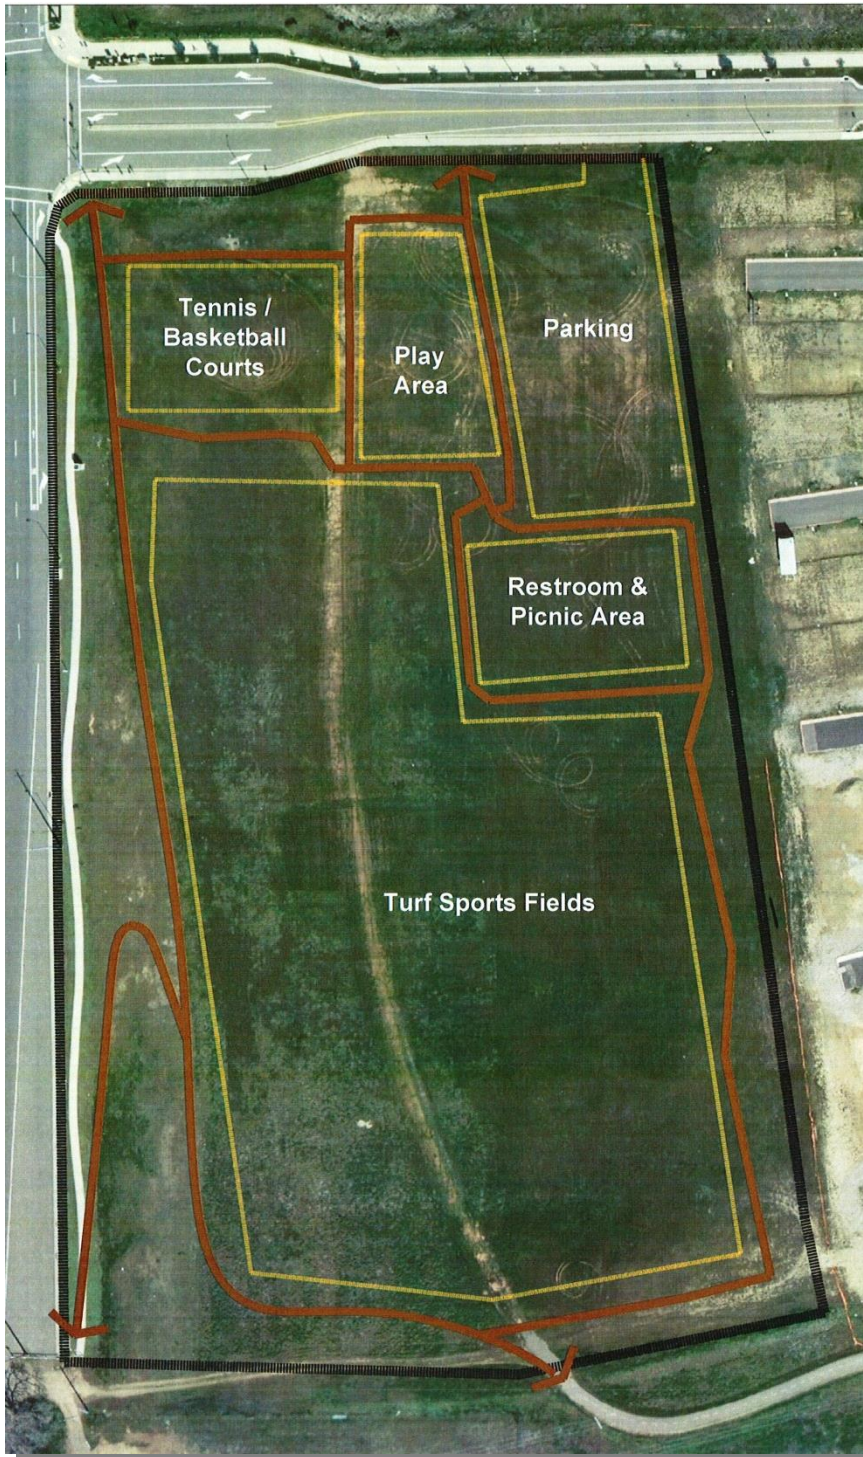 Tennis /
Basketball
Courts
Play
Area
Parking
Restroom &
Picnic Area
Turf Sports Fields